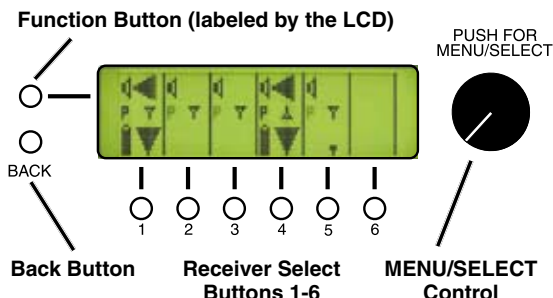 Function Button (labeled by the LCD)
PUSH FOR
MENU/SELECT
P P P P P
BACK
1 2 3 4 5 6
Back Button
Receiver Select
Buttons 1-6
MENU/SELECT
Control